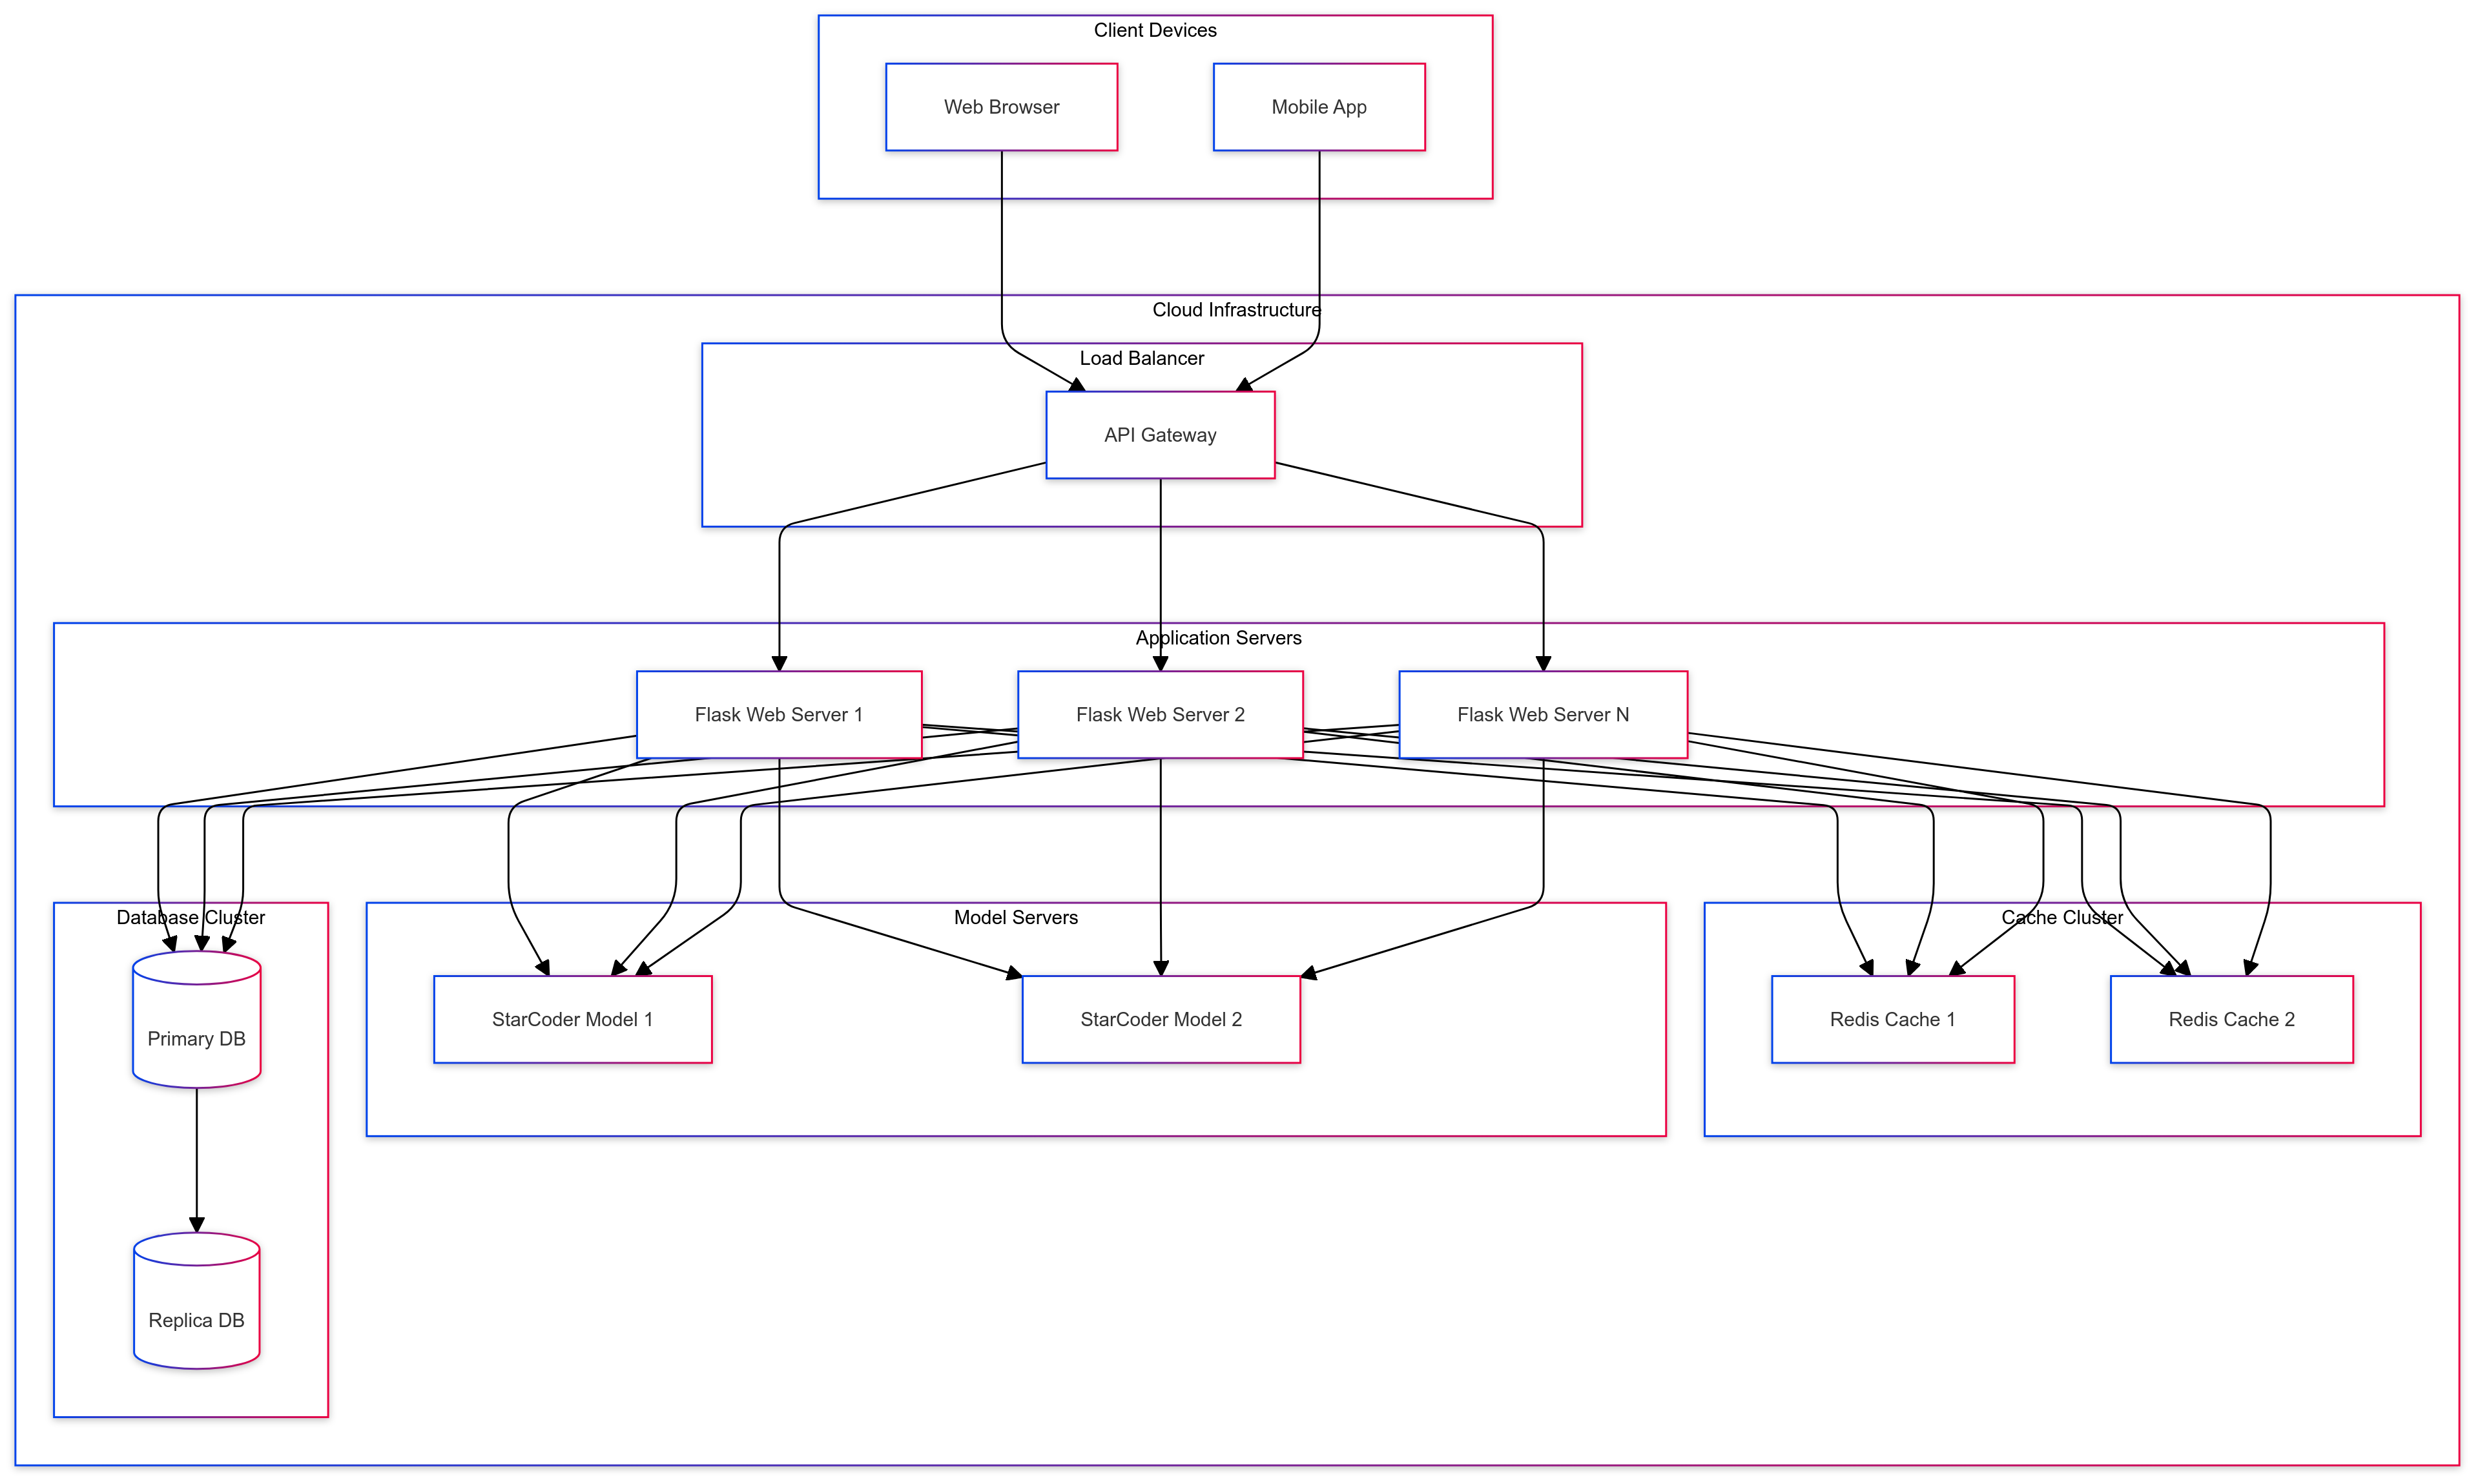 Client Devices
Web Browser
Mobile App
Cloud Infrastructure
Load Balancer
API Gateway
Application Servers
Flask Web Server 1
Flask Web Server 2
Flask Web Server N
Database Cluster
Model Servers
Cache Cluster
Primary DB
StarCoder Model 1
StarCoder Model 2
Redis Cache 1
Redis Cache 2
Replica DB